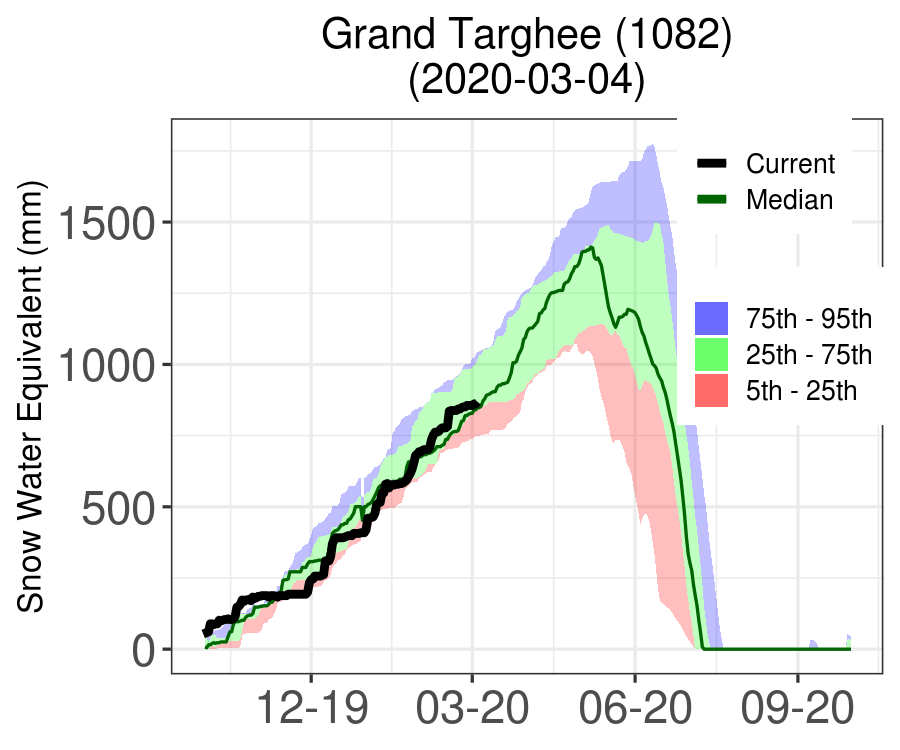 Grand Targhee (1082)
(2020-03-04)
Snow Water Equivalent (mm)
1500
1000
500
0
12-19
03-20
06-20
09-20
Current
Median
75th - 95th
25th - 75th
5th - 25th